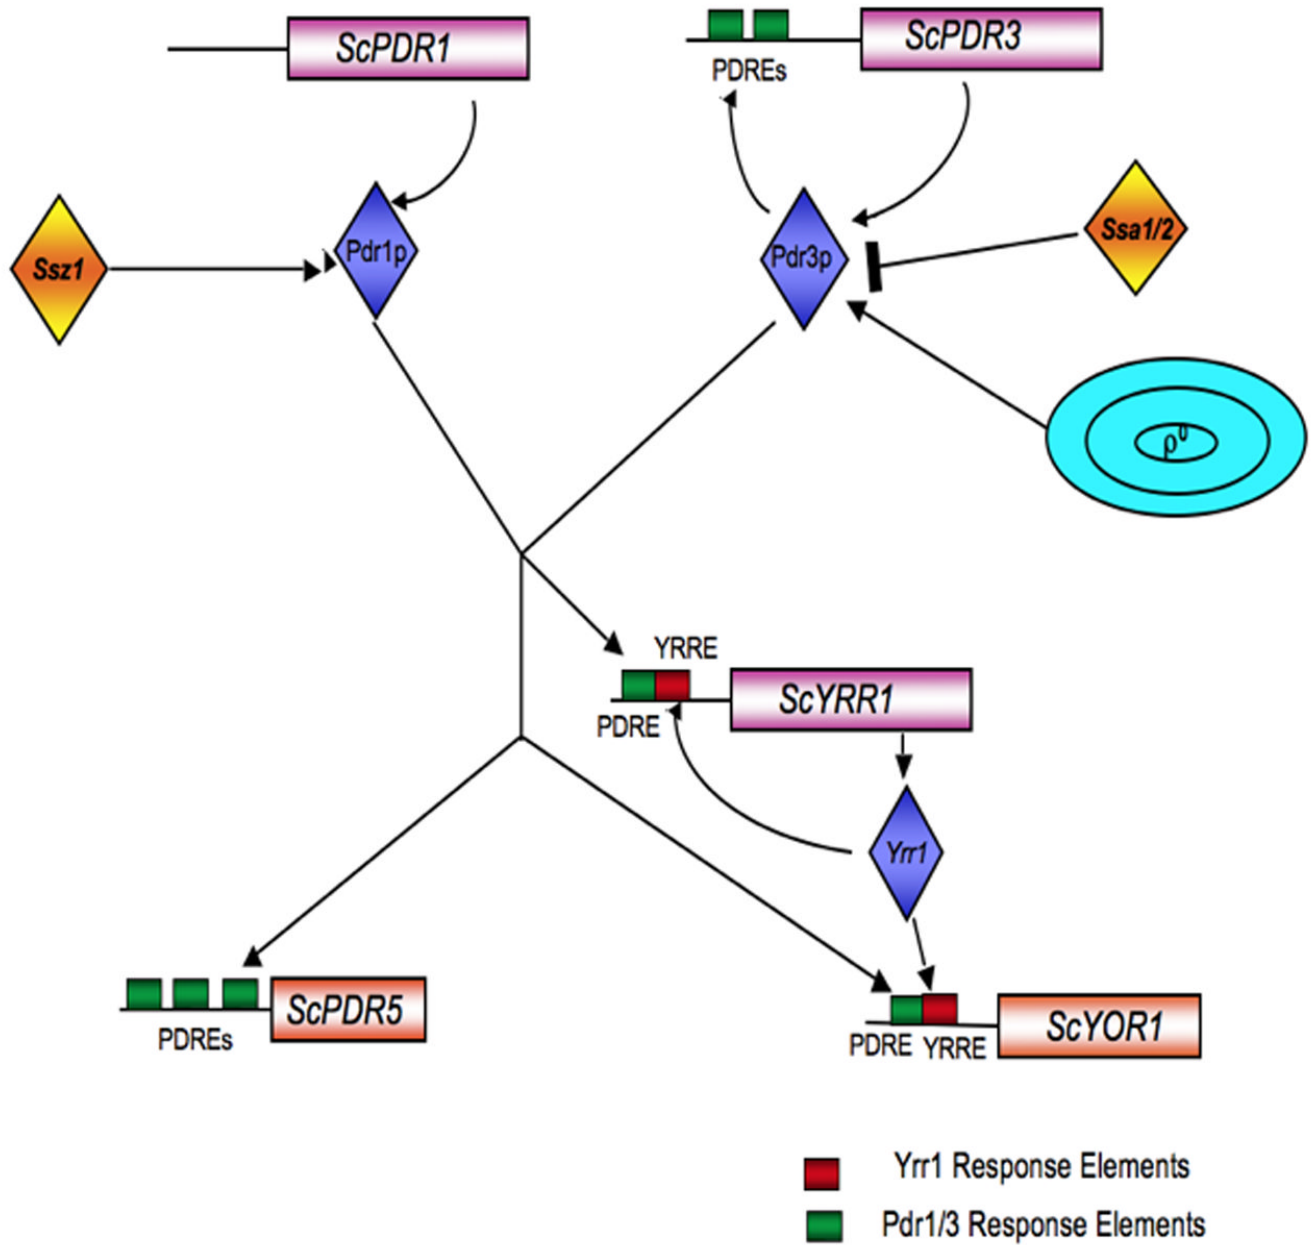 ScPDR1
ScPDR3
PDREs
Ssz1
Pdr1p
Pdr3p
Ssa1/2
ρ⁰
YRRE
ScYRR1
PDRE
Yrr1
ScPDR5
PDREs
ScYOR1
PDRE YRRE
Yrr1 Response Elements
Pdr1/3 Response Elements